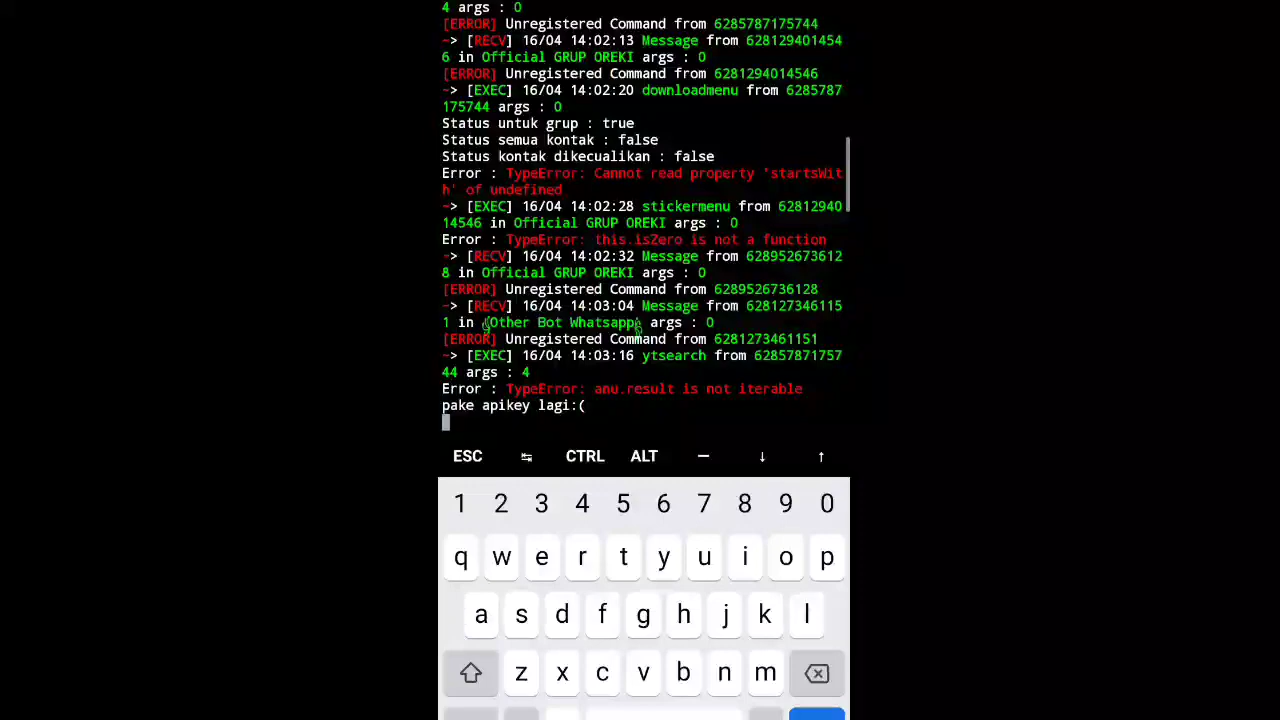 4 args : 0
[ERROR] Unregistered Command from 6285787175744
~> [RECV] 16/04 14:02:13 Message from 628129401454
6 in Official GRUP OREKI args : 0
[ERROR] Unregistered Command from 6281294014546
~> [EXEC] 16/04 14:02:20 downloadmenu from 6285787
175744 args : 0
Status untuk grup : true
Status semua kontak : false
Status kontak dikecualikan : false
Error : TypeError: Cannot read property 'startsWit
h' of undefined
~> [EXEC] 16/04 14:02:28 stickermenu from 62812940
14546 in Official GRUP OREKI args : 0
Error : TypeError: this.isZero is not a function
~> [RECV] 16/04 14:02:32 Message from 628952673612
8 in Official GRUP OREKI args : 0
[ERROR] Unregistered Command from 6289526736128
~> [RECV] 16/04 14:03:04 Message from 628127346115
1 in Other Bot Whatsapp args : 0
[ERROR] Unregistered Command from 6281273461151
~> [EXEC] 16/04 14:03:16 ytsearch from 62857871757
44 args : 4
Error : TypeError: anu.result is not iterable
pake apikey lagi:(
ESC ↹ CTRL ALT — ↓ ↑
1 2 3 4 5 6 7 8 9 0
q w e r t y u i o p
a s d f g h j k l
z x c v b n m